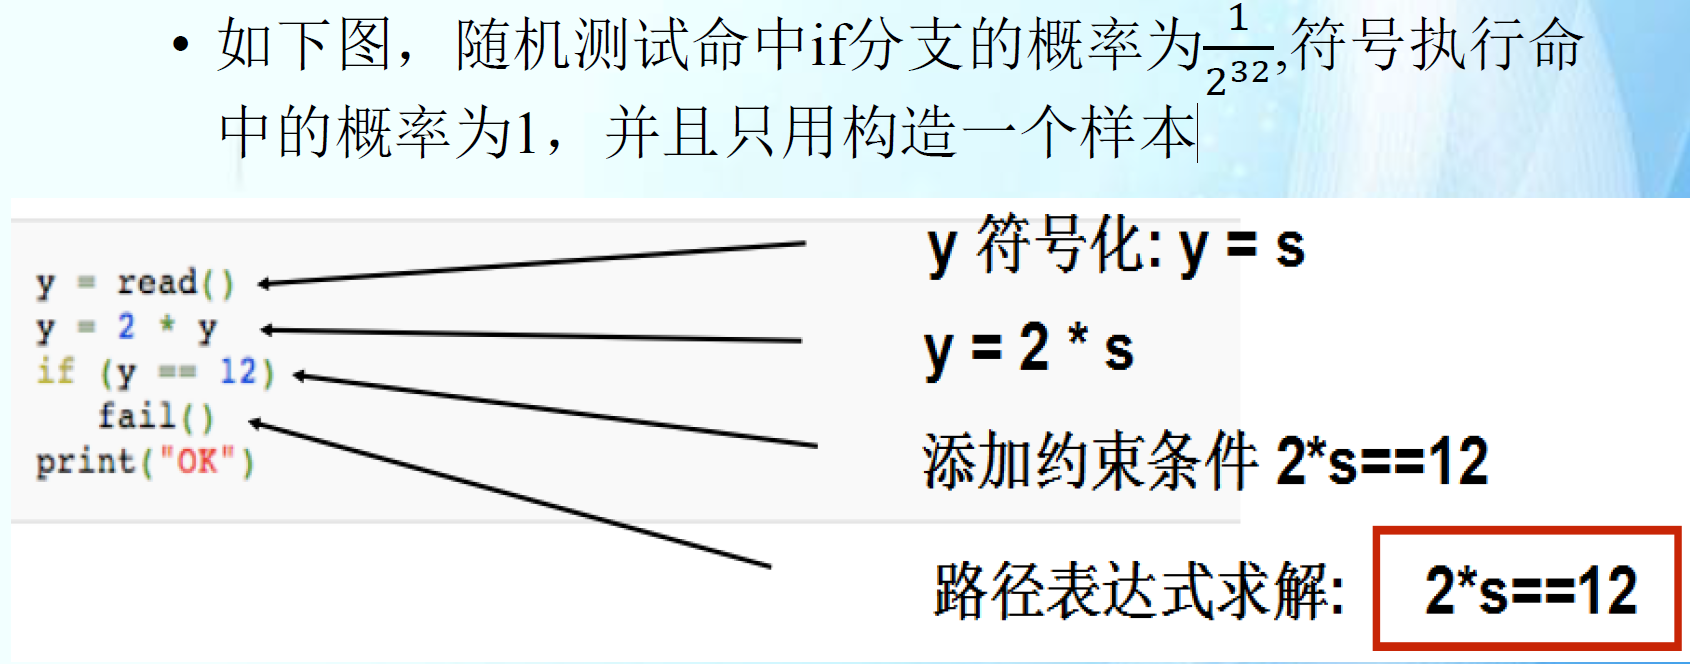 • 如下图，随机测试命中if分支的概率为1/2^32,符号执行命
中的概率为1，并且只用构造一个样本
y = read()
y = 2 * y
if (y == 12)
fail()
print("OK")
y 符号化: y = s
y = 2 * s
添加约束条件 2*s==12
路径表达式求解: 2*s==12